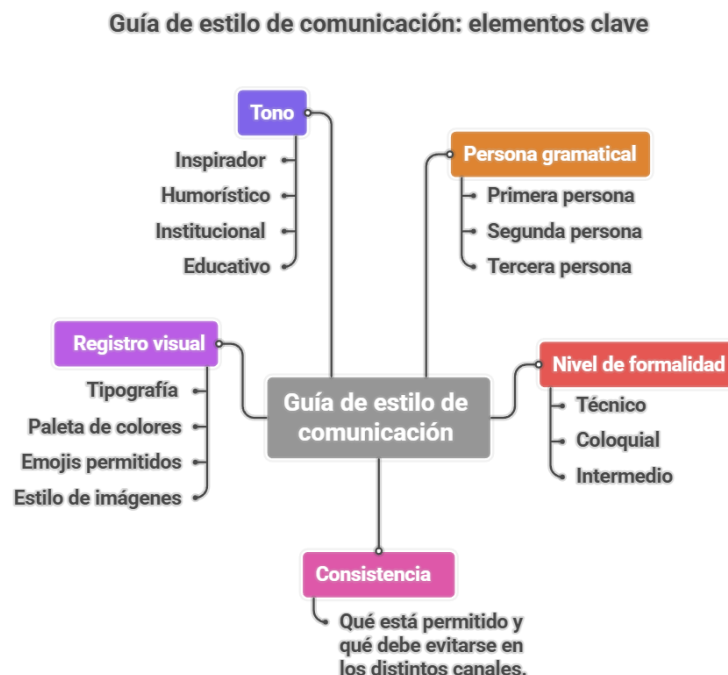 Guía de estilo de comunicación: elementos clave
Tono
Inspirador
Humorístico
Institucional
Educativo
Persona gramatical
Primera persona
Segunda persona
Tercera persona
Registro visual
Tipografía
Paleta de colores
Emojis permitidos
Estilo de imágenes
Guía de estilo de
comunicación
Nivel de formalidad
Técnico
Coloquial
Intermedio
Consistencia
Qué está permitido y
qué debe evitarse en
los distintos canales.